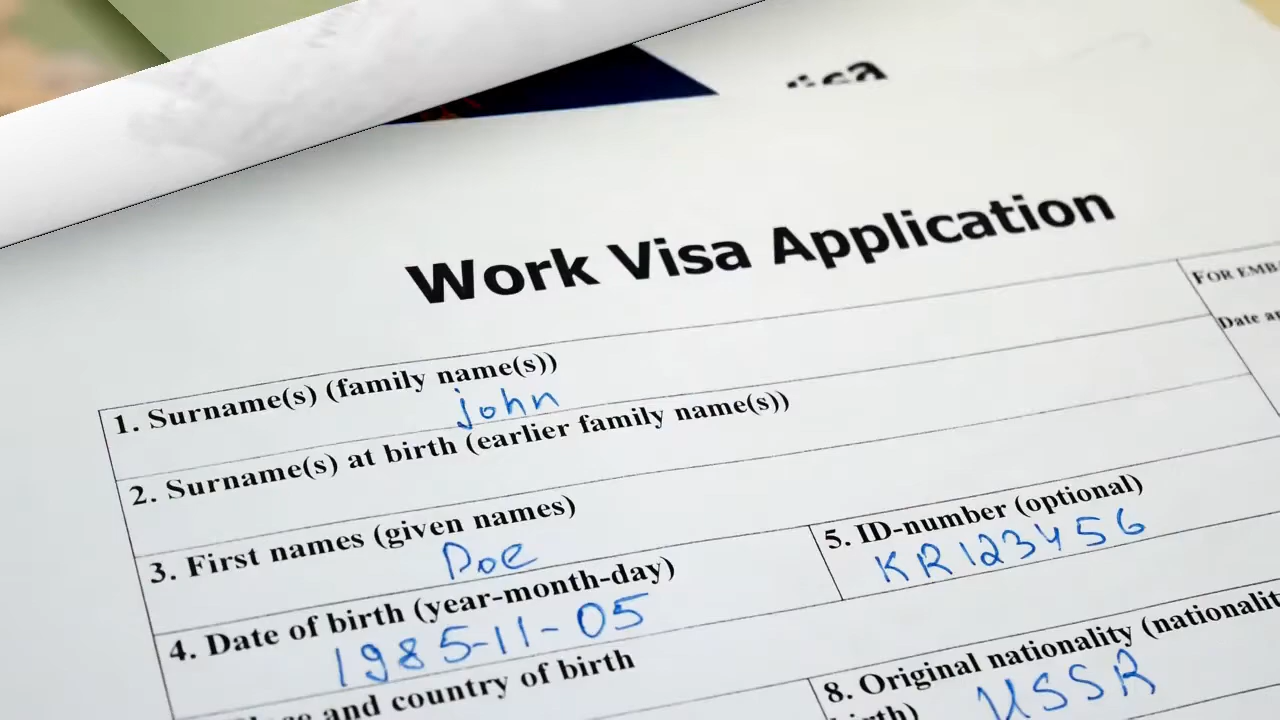 Work Visa Application
FOR
Date
1. Surname(s) (family name(s))
john
2. Surname(s) at birth (earlier family name(s))
3. First names (given names)
Doe
4. Date of birth (year-month-day)
1985-11-05
5. ID-number (optional)
KR123456
and country of birth
8. Original nationality (nationalit
USSR